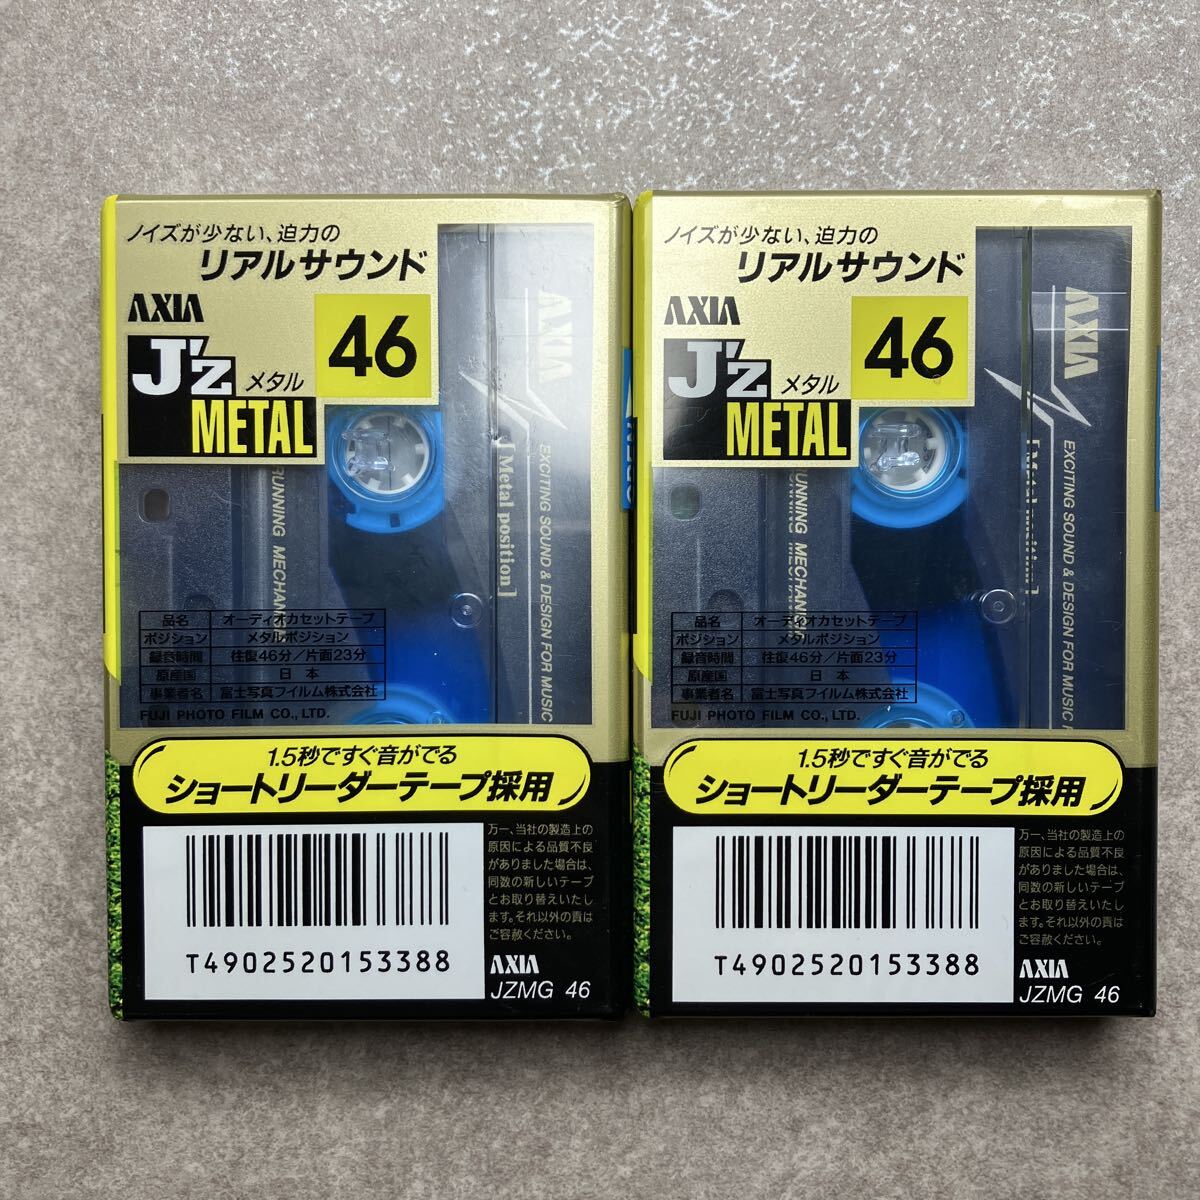 ノイズが少ない、迫力の
リアルサウンド
AXIA
J'z
メタル
METAL
46
AXIA
[Metal position]
EXCITING SOUND & DESIGN FOR MUSIC
RUNNING MECHAN
品名 オーディオカセットテープ
ポジション メタルポジション
録音時間 往復46分/片面23分
原産国 日本
事業者名 富士写真フイルム株式会社
FUJI PHOTO FILM CO., LTD.
1.5秒ですぐ音がでる
ショートリーダーテープ採用
T4902520153388
万一、当社の製造上の
原因による品質不良
がありました場合は、
同数の新しいテープ
とお取り替えいたし
ます。それ以外の責は
ご容赦ください。
AXIA
JZMG 46
ノイズが少ない、迫力の
リアルサウンド
AXIA
J'z
メタル
METAL
46
AXIA
[Metal position]
EXCITING SOUND & DESIGN FOR MUSIC
RUNNING MECHAN
品名 オーディオカセットテープ
ポジション メタルポジション
録音時間 往復46分/片面23分
原産国 日本
事業者名 富士写真フイルム株式会社
FUJI PHOTO FILM CO., LTD.
1.5秒ですぐ音がでる
ショートリーダーテープ採用
T4902520153388
万一、当社の製造上の
原因による品質不良
がありました場合は、
同数の新しいテープ
とお取り替えいたし
ます。それ以外の責は
ご容赦ください。
AXIA
JZMG 46